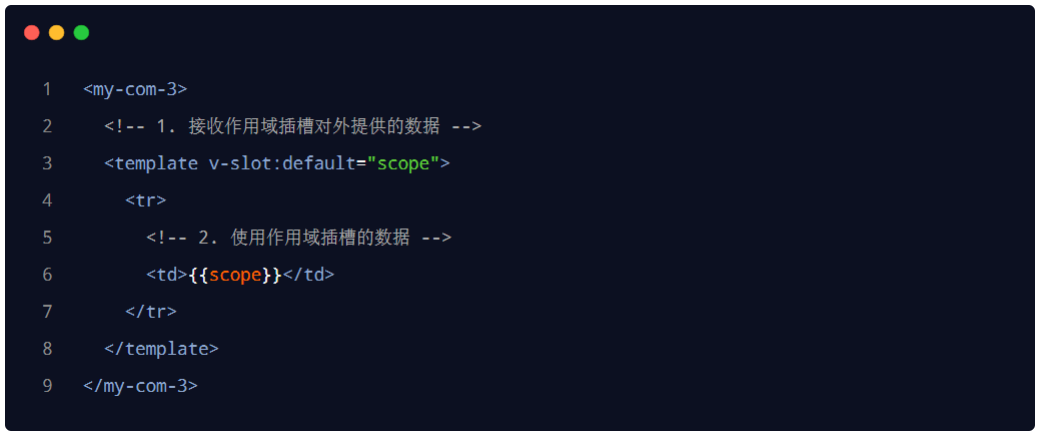 1 <my-com-3>
2 <!-- 1. 接收作用域插槽对外提供的数据 -->
3 <template v-slot:default="scope">
4 <tr>
5 <!-- 2. 使用作用域插槽的数据 -->
6 <td>{{scope}}</td>
7 </tr>
8 </template>
9 </my-com-3>